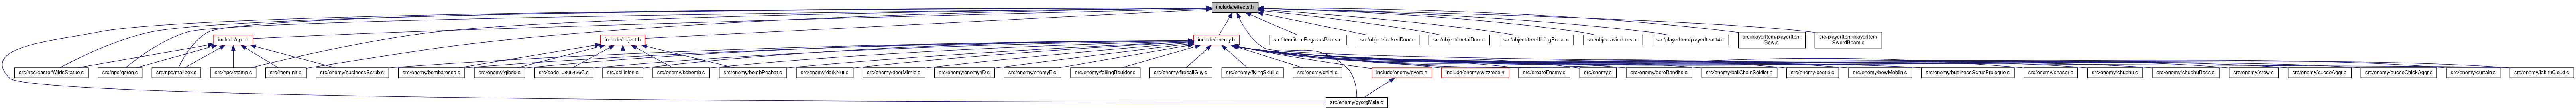 include/effects.h
include/npc.h
include/object.h
include/enemy.h
src/item/itemPegasusBoots.c
src/object/lockedDoor.c
src/object/metalDoor.c
src/object/treeHidingPortal.c
src/object/windcrest.c
src/playerItem/playerItem14.c
src/playerItem/playerItem
Bow.c
src/playerItem/playerItem
SwordBeam.c
src/npc/castorWildsStatue.c
src/npc/goron.c
src/npc/mailbox.c
src/npc/stamp.c
src/roomInit.c
src/enemy/businessScrub.c
src/enemy/bombarossa.c
src/enemy/gibdo.c
src/code_0805436C.c
src/collision.c
src/enemy/bobomb.c
src/enemy/bombPeahat.c
src/enemy/darkNut.c
src/enemy/doorMimic.c
src/enemy/enemy4D.c
src/enemy/enemyE.c
src/enemy/fallingBoulder.c
src/enemy/fireballGuy.c
src/enemy/flyingSkull.c
src/enemy/ghini.c
include/enemy/gyorg.h
include/enemy/wizzrobe.h
src/createEnemy.c
src/enemy.c
src/enemy/acroBandits.c
src/enemy/ballChainSoldier.c
src/enemy/beetle.c
src/enemy/bowMoblin.c
src/enemy/businessScrubPrologue.c
src/enemy/chaser.c
src/enemy/chuchu.c
src/enemy/chuchuBoss.c
src/enemy/crow.c
src/enemy/cuccoAggr.c
src/enemy/cuccoChickAggr.c
src/enemy/curtain.c
src/enemy/lakituCloud.c
src/enemy/gyorgMale.c